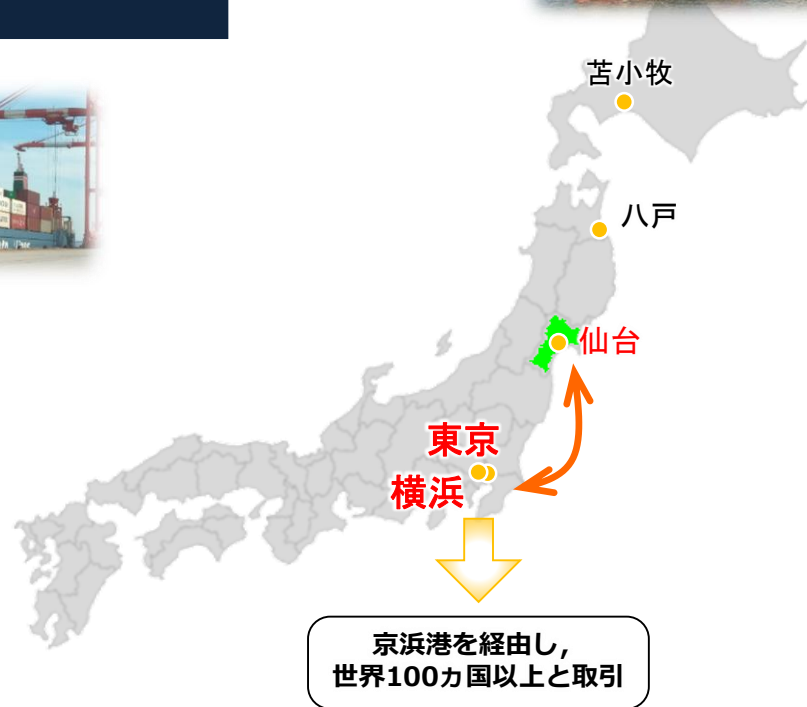 苫小牧
八戸
仙台
東京
横浜
京浜港を経由し,
世界100ヵ国以上と取引